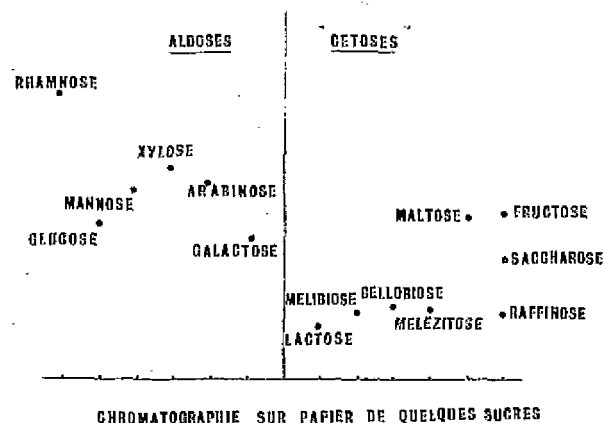 ALDOSES
CETOSES
RHAMNOSE
XYLOSE
MANNOSE
ARABINOSE
GLUCOSE
GALACTOSE
MALTOSE
FRUCTOSE
SACCHAROSE
MELIBIOSE
CELLOBIOSE
LACTOSE
MELÉZITOSE
RAFFINOSE
CHROMATOGRAPHIE SUR PAPIER DE QUELQUES SUCRES